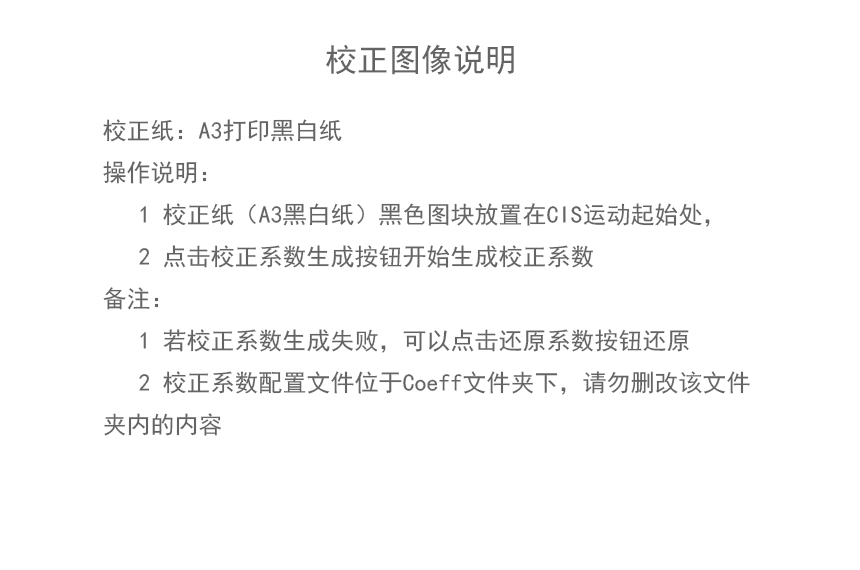 校正图像说明
校正纸：A3打印黑白纸
操作说明：
1 校正纸（A3黑白纸）黑色图块放置在CIS运动起始处，
2 点击校正系数生成按钮开始生成校正系数
备注：
1 若校正系数生成失败，可以点击还原系数按钮还原
2 校正系数配置文件位于Coeff文件夹下，请勿删改该文件
夹内的内容